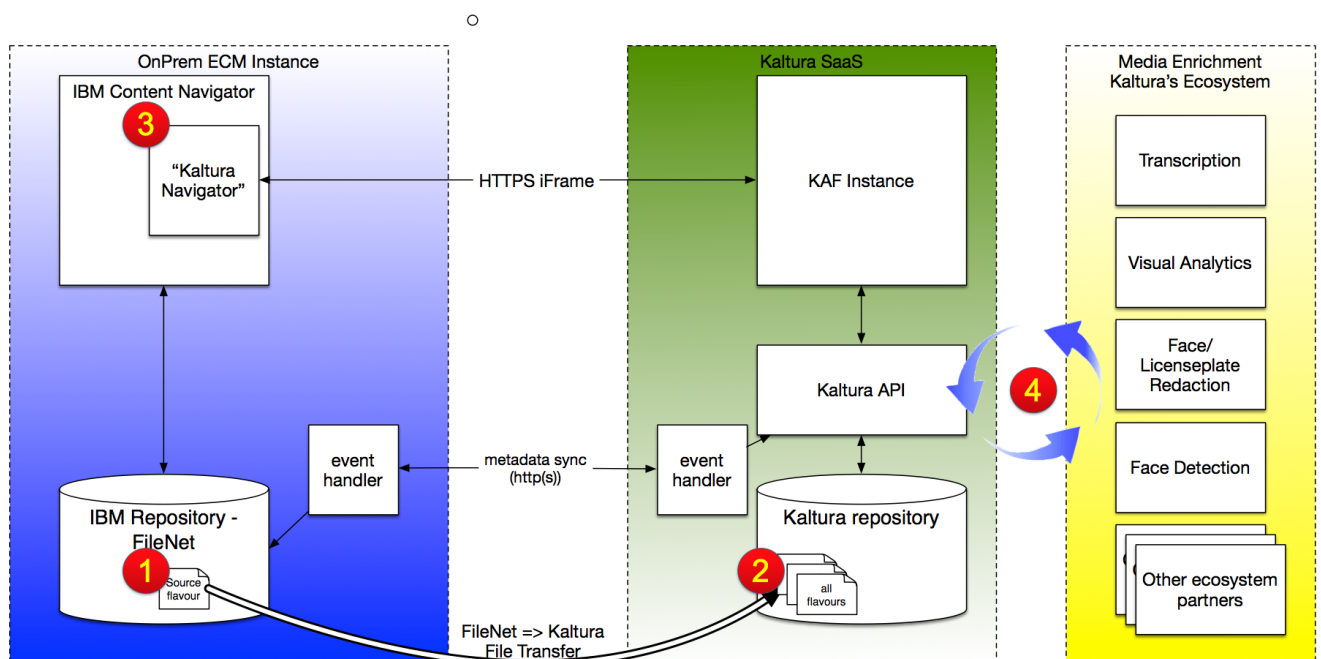 OnPrem ECM Instance
IBM Content Navigator
3
“Kaltura
Navigator”
HTTPS iFrame
Kaltura SaaS
KAF Instance
Kaltura API
event
handler
metadata sync
(http(s))
event
handler
IBM Repository -
FileNet
1
Source
flavour
FileNet => Kaltura
File Transfer
Kaltura repository
2
all
flavours
4
Media Enrichment
Kaltura’s Ecosystem
Transcription
Visual Analytics
Face/
Licenseplate
Redaction
Face Detection
Other ecosystem
partners